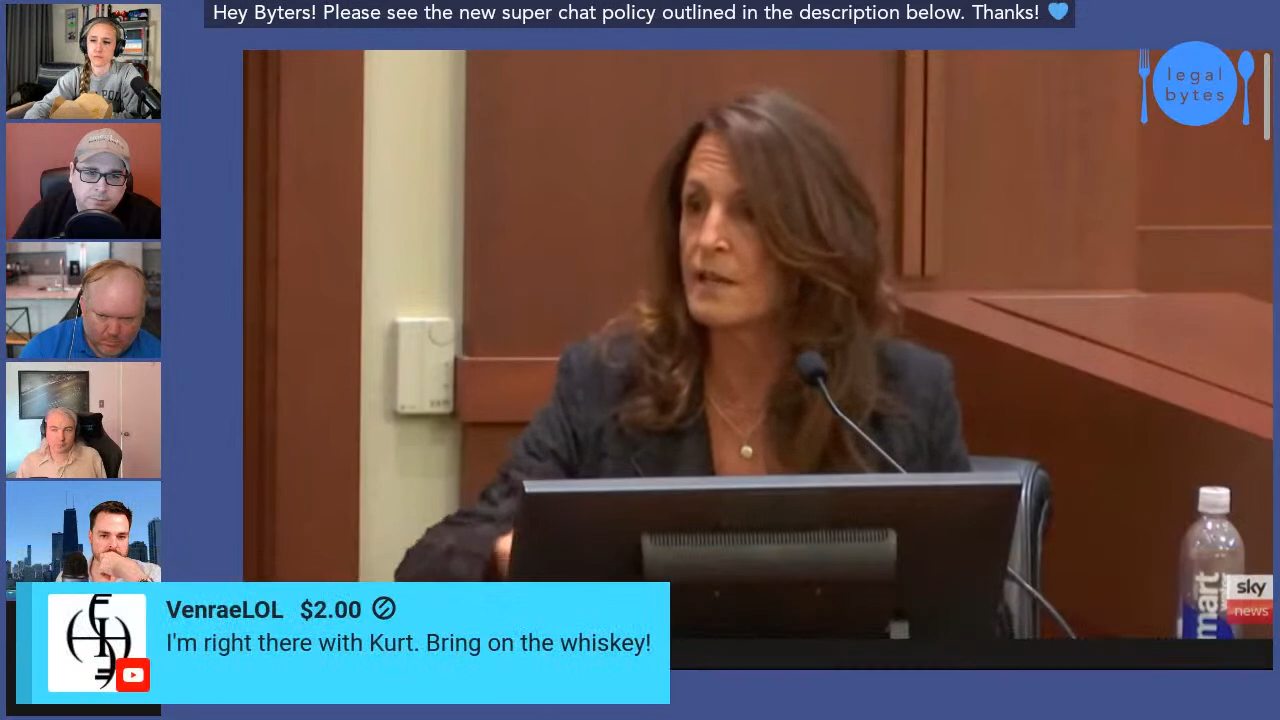 Hey Byters! Please see the new super chat policy outlined in the description below. Thanks! 💙
legal
bytes
sky
news
mart
VenraeLOL $2.00
I'm right there with Kurt. Bring on the whiskey!